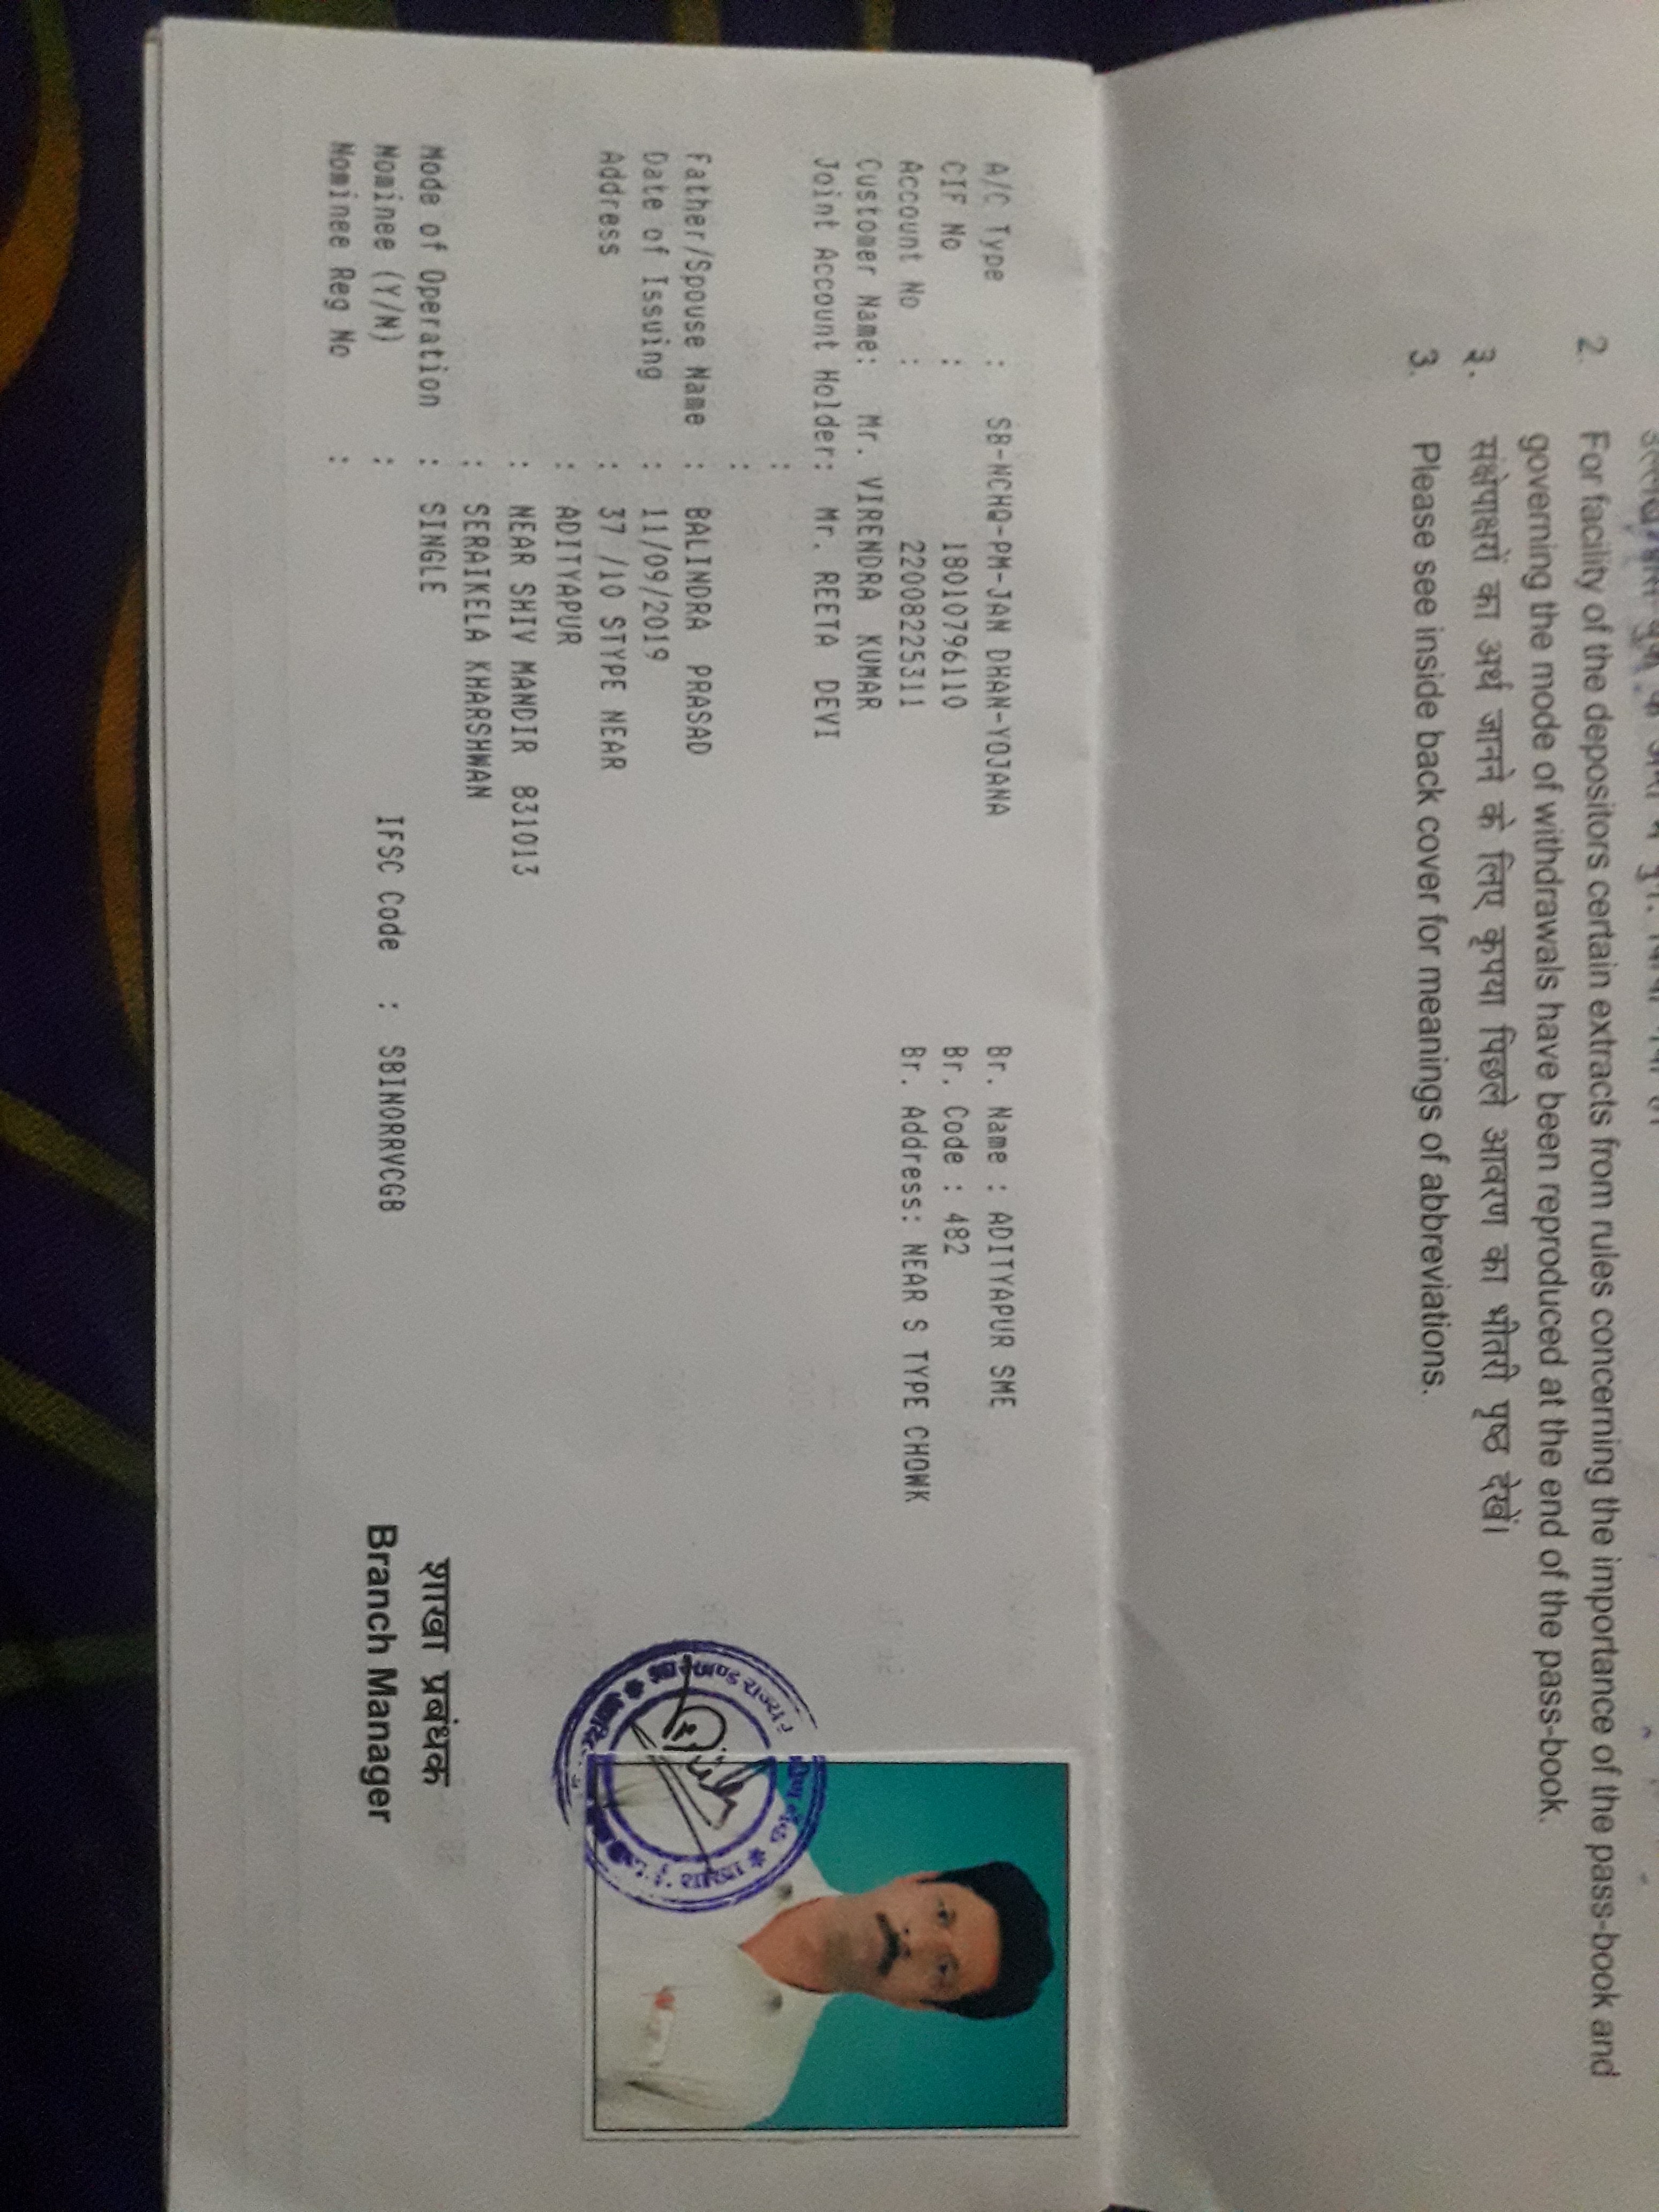 2. For facility of the depositors certain extracts from rules concerning the importance of the pass-book and
governing the mode of withdrawals have been reproduced at the end of the pass-book.
३. संक्षेपाक्षरों का अर्थ जानने के लिए कृपया पिछले आवरण का भीतरी पृष्ठ देखें।
3. Please see inside back cover for meanings of abbreviations.
A/C Type : SB-NCHQ-PM-JAN DHAN-YOJANA Br. Name : ADITYAPUR SME
CIF No : 18010796110 Br. Code : 482
Account No : 22008225311 Br. Address: NEAR S TYPE CHOWK
Customer Name: Mr. VIRENDRA KUMAR
Joint Account Holder: Mr. REETA DEVI
:
:
Father/Spouse Name : BALINDRA PRASAD
Date of Issuing : 11/09/2019
Address : 37 /10 STYPE NEAR
: ADITYAPUR
: NEAR SHIV MANDIR 831013
: SERAIKELA KHARSHWAN
Mode of Operation : SINGLE
Nominee (Y/N) : IFSC Code : SBINORRVCGB
Nominee Reg No :
शाखा प्रबंधक
Branch Manager